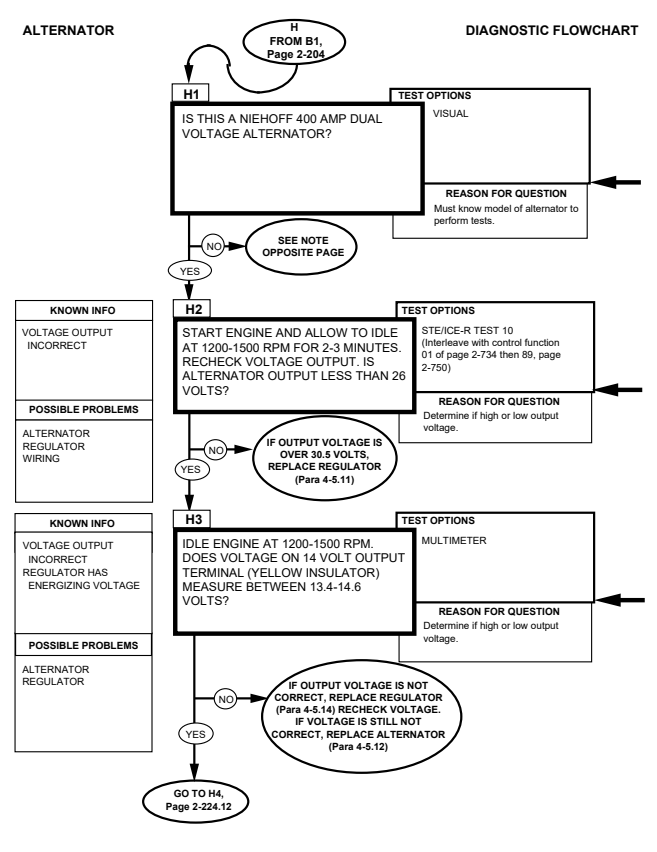 ALTERNATOR
DIAGNOSTIC FLOWCHART
H
FROM B1,
Page 2-204
H1
IS THIS A NIEHOFF 400 AMP DUAL
VOLTAGE ALTERNATOR?
TEST OPTIONS
VISUAL
REASON FOR QUESTION
Must know model of alternator to
perform tests.
NO
SEE NOTE
OPPOSITE PAGE
YES
KNOWN INFO
VOLTAGE OUTPUT
INCORRECT
POSSIBLE PROBLEMS
ALTERNATOR
REGULATOR
WIRING
H2
START ENGINE AND ALLOW TO IDLE
AT 1200-1500 RPM FOR 2-3 MINUTES.
RECHECK VOLTAGE OUTPUT. IS
ALTERNATOR OUTPUT LESS THAN 26
VOLTS?
TEST OPTIONS
STE/ICE-R TEST 10
(Interleave with control function
01 of page 2-734 then 89, page
2-750)
REASON FOR QUESTION
Determine if high or low output
voltage.
NO
IF OUTPUT VOLTAGE IS
OVER 30.5 VOLTS,
REPLACE REGULATOR
(Para 4-5.11)
YES
KNOWN INFO
VOLTAGE OUTPUT
INCORRECT
REGULATOR HAS
ENERGIZING VOLTAGE
POSSIBLE PROBLEMS
ALTERNATOR
REGULATOR
H3
IDLE ENGINE AT 1200-1500 RPM.
DOES VOLTAGE ON 14 VOLT OUTPUT
TERMINAL (YELLOW INSULATOR)
MEASURE BETWEEN 13.4-14.6
VOLTS?
TEST OPTIONS
MULTIMETER
REASON FOR QUESTION
Determine if high or low output
voltage.
NO
IF OUTPUT VOLTAGE IS NOT
CORRECT, REPLACE REGULATOR
(Para 4-5.14) RECHECK VOLTAGE.
IF VOLTAGE IS STILL NOT
CORRECT, REPLACE ALTERNATOR
(Para 4-5.12)
YES
GO TO H4,
Page 2-224.12